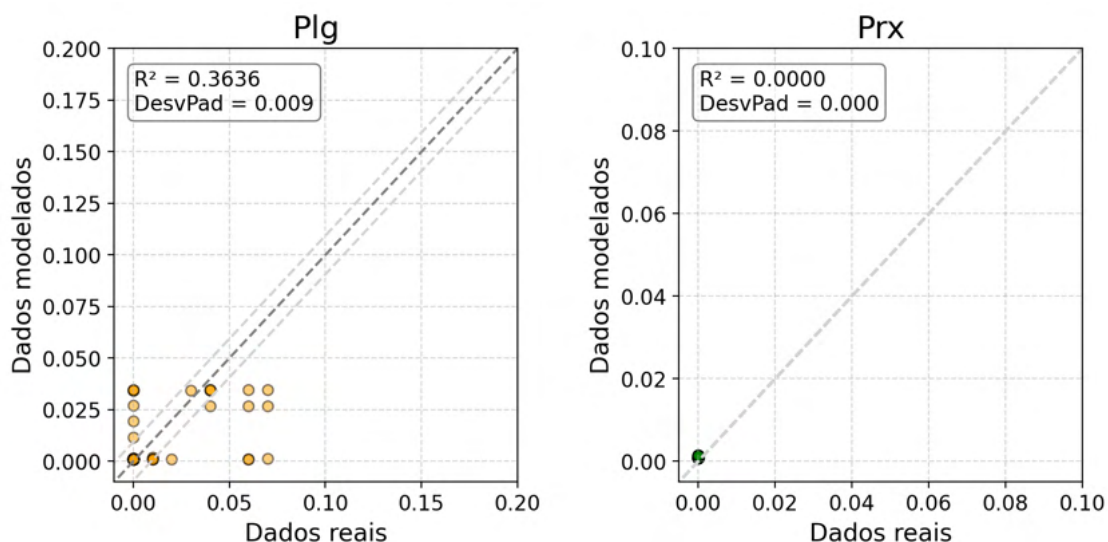 Plg
R² = 0.3636
DesvPad = 0.009
0.200
0.175
0.150
0.125
0.100
0.075
0.050
0.025
0.000
Dados modelados
0.00 0.05 0.10 0.15 0.20
Dados reais
Prx
R² = 0.0000
DesvPad = 0.000
0.10
0.08
0.06
0.04
0.02
0.00
Dados modelados
0.00 0.02 0.04 0.06 0.08 0.10
Dados reais